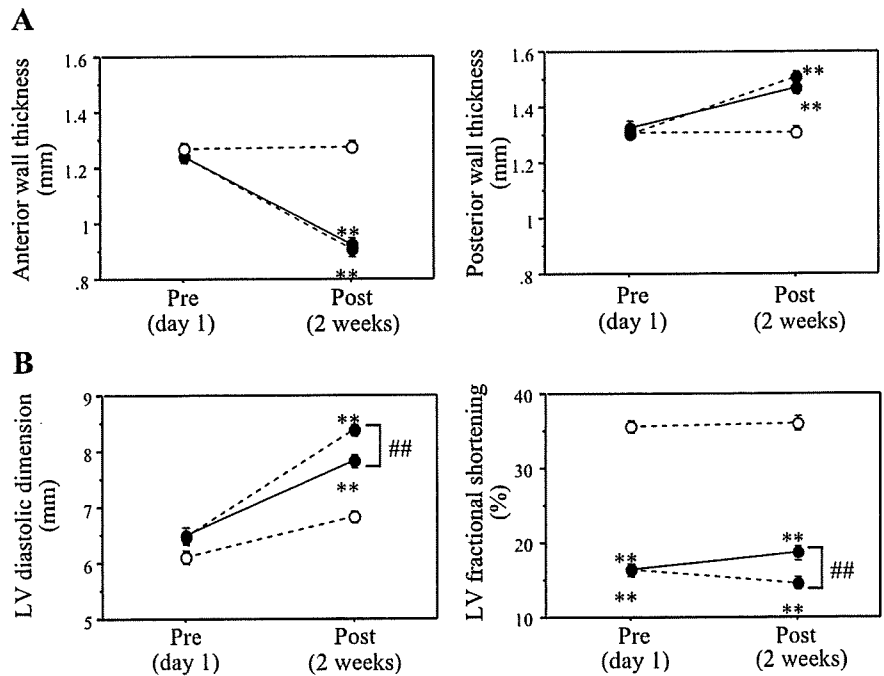 A
Anterior wall thickness
(mm)
1.6
1.4
1.2
1
.8
**
**
Pre
(day 1)
Post
(2 weeks)
Posterior wall thickness
(mm)
1.6
1.4
1.2
1
.8
**
**
Pre
(day 1)
Post
(2 weeks)
B
LV diastolic dimension
(mm)
9
8
7
6
5
**
**
##
Pre
(day 1)
Post
(2 weeks)
LV fractional shortening
(%)
40
30
20
10
**
**
**
**
##
Pre
(day 1)
Post
(2 weeks)